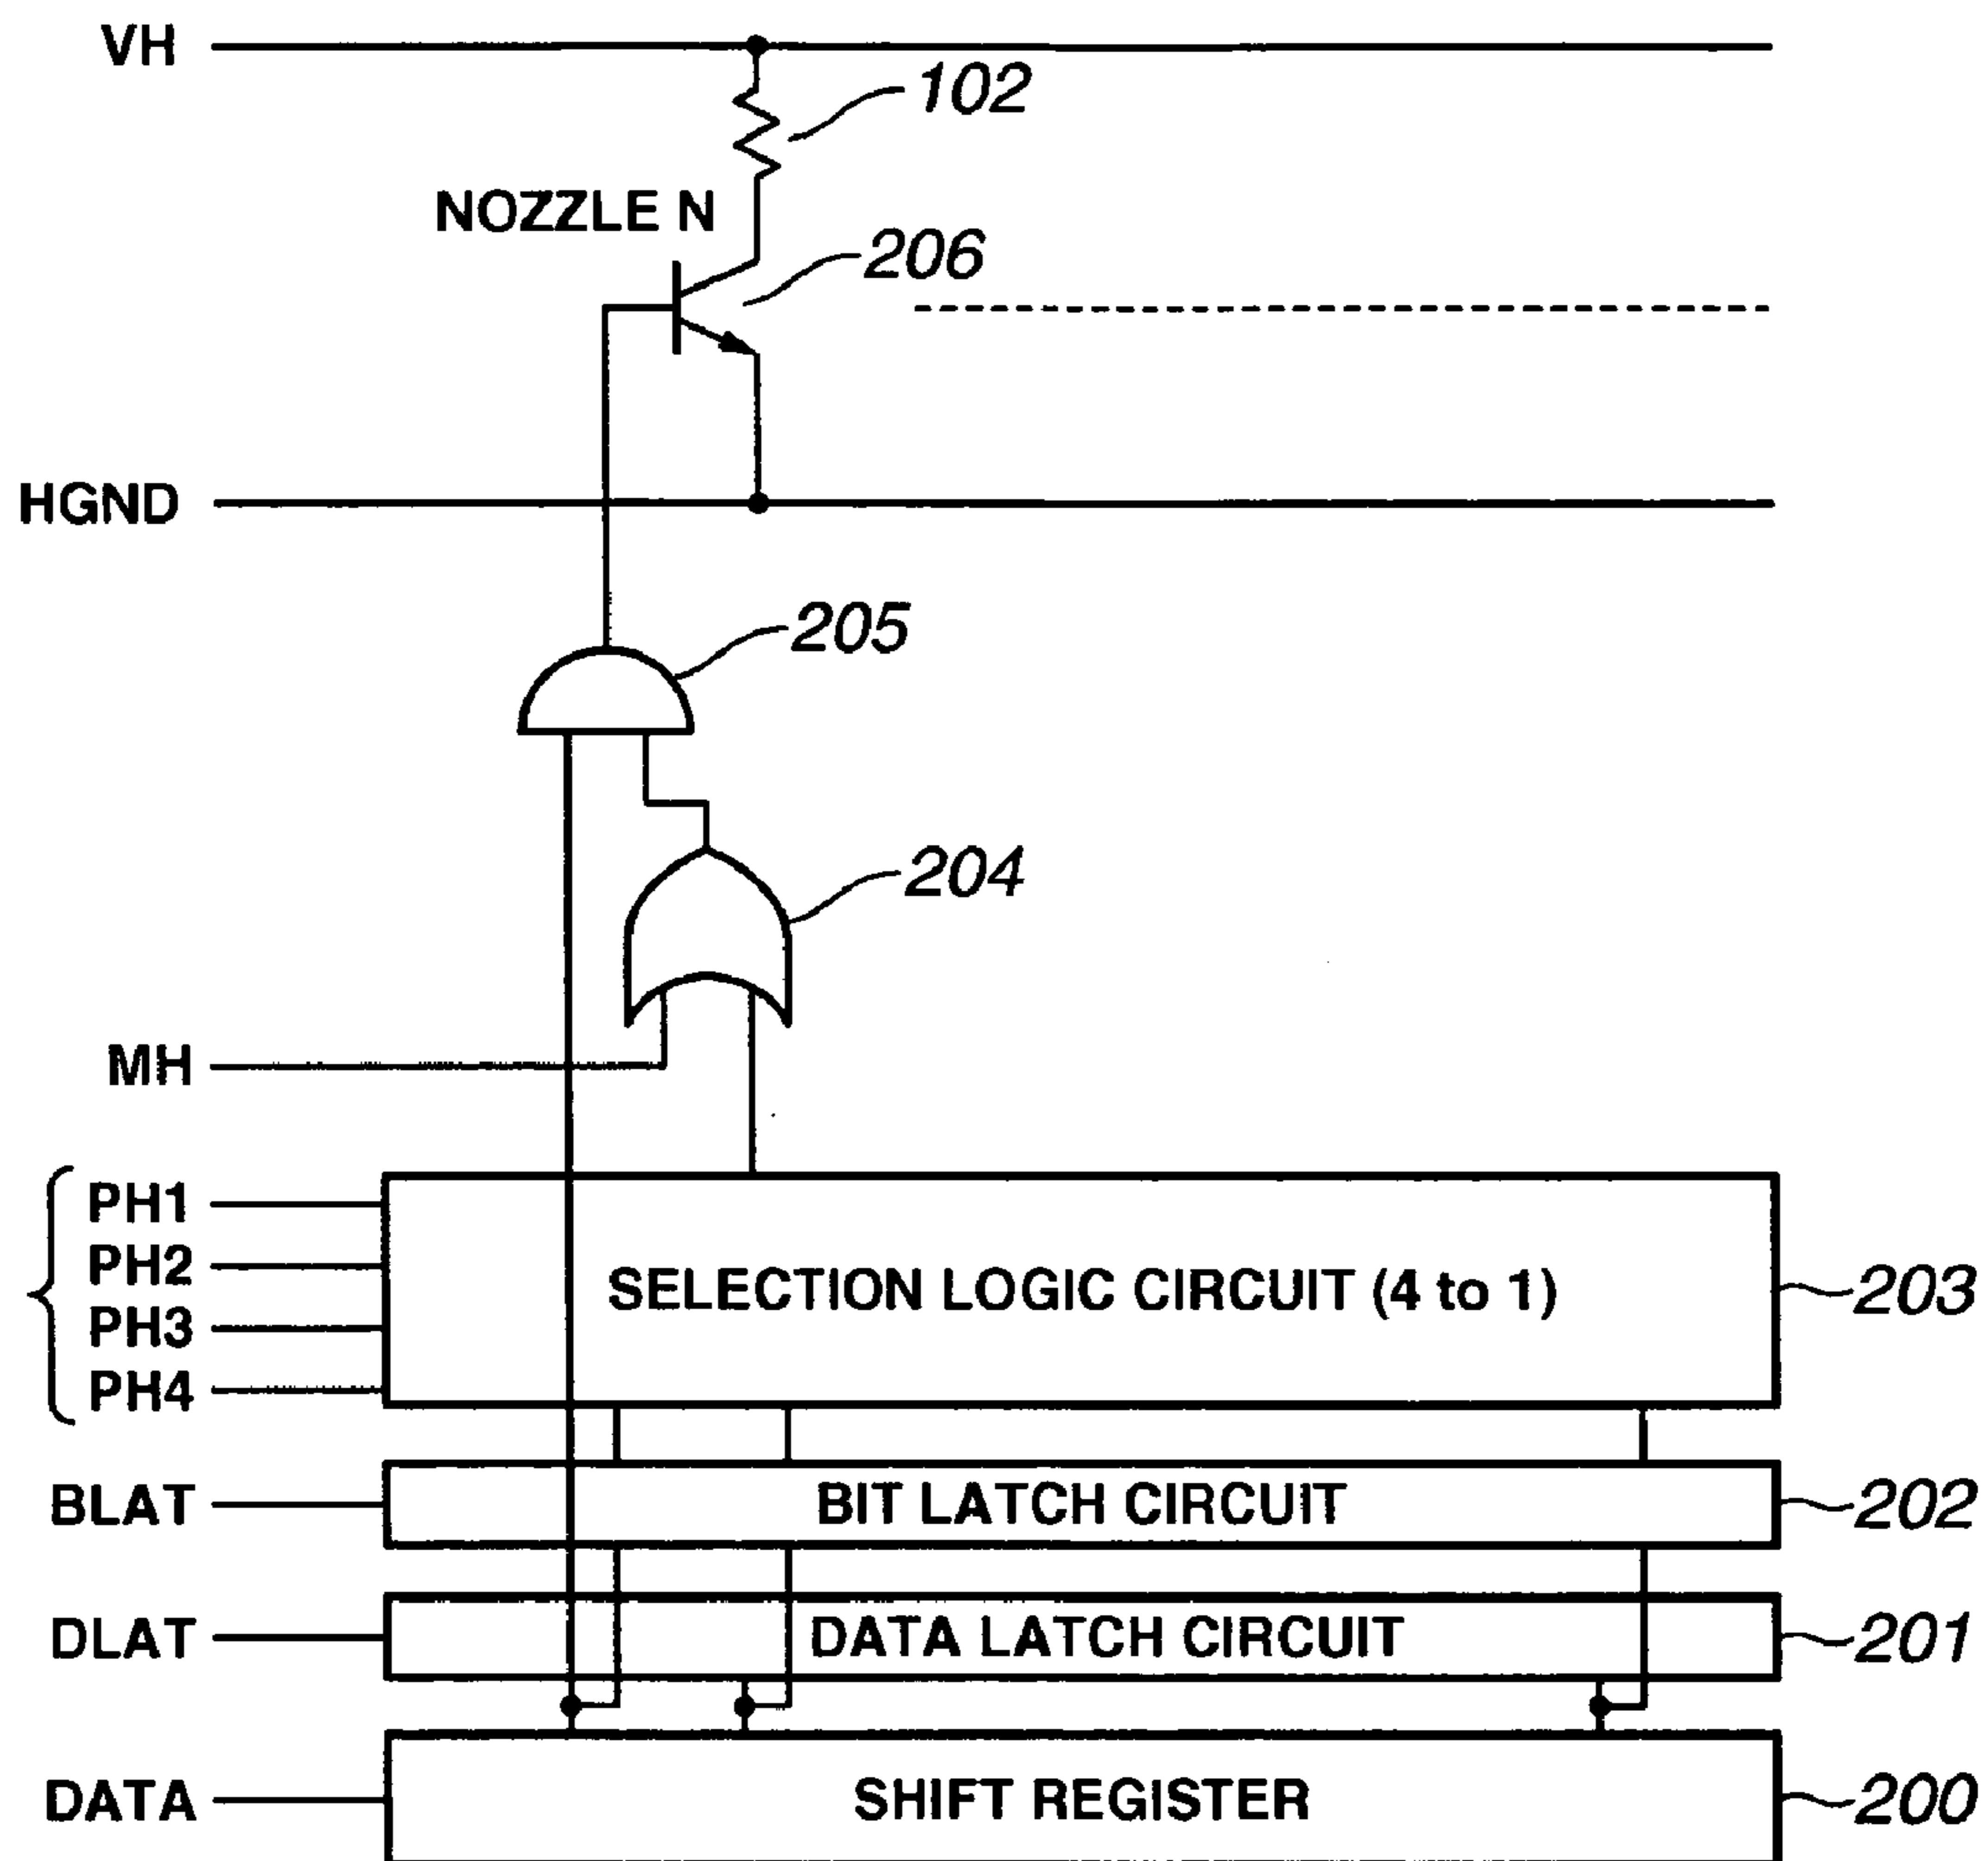 VH
102
NOZZLE N
206
HGND
205
204
MH
PH1
PH2
SELECTION LOGIC CIRCUIT (4 to 1)
203
PH3
PH4
BLAT
BIT LATCH CIRCUIT
202
DLAT
DATA LATCH CIRCUIT
201
DATA
SHIFT REGISTER
200